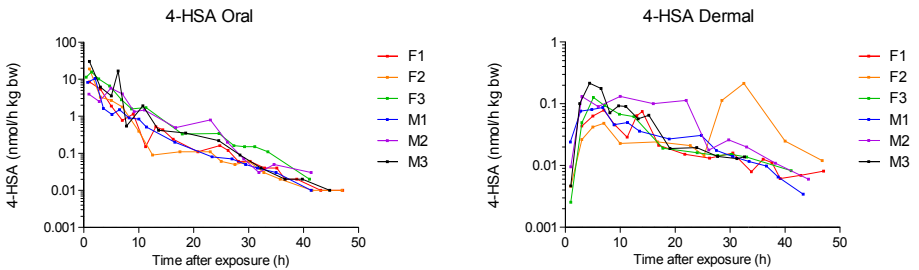 4-HSA Oral
4-HSA (nmol/h kg bw)
100
10
1
0.1
0.01
0.001
0 10 20 30 40 50
Time after exposure (h)
F1
F2
F3
M1
M2
M3
4-HSA Dermal
4-HSA (nmol/h kg bw)
1
0.1
0.01
0.001
0 10 20 30 40 50
Time after exposure (h)
F1
F2
F3
M1
M2
M3